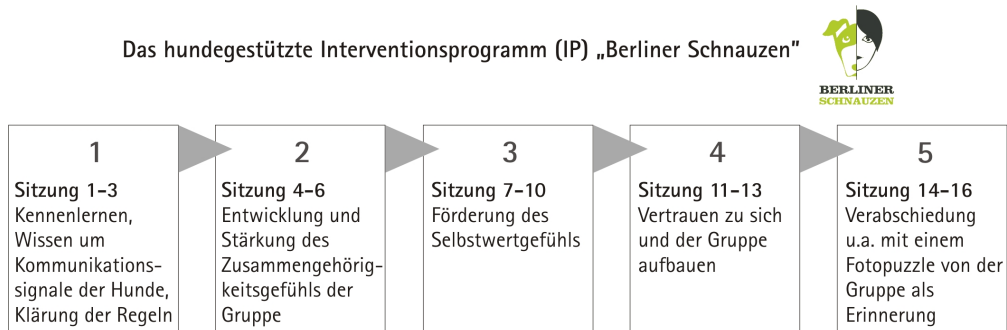 Das hundegestützte Interventionsprogramm (IP) „Berliner Schnauzen”
BERLINER
SCHNAUZEN
1
Sitzung 1-3
Kennenlernen,
Wissen um
Kommunikations-
signale der Hunde,
Klärung der Regeln
2
Sitzung 4-6
Entwicklung und
Stärkung des
Zusammengehörig-
keitsgefühls der
Gruppe
3
Sitzung 7-10
Förderung des
Selbstwertgefühls
4
Sitzung 11-13
Vertrauen zu sich
und der Gruppe
aufbauen
5
Sitzung 14-16
Verabschiedung
u.a. mit einem
Fotopuzzle von der
Gruppe als
Erinnerung